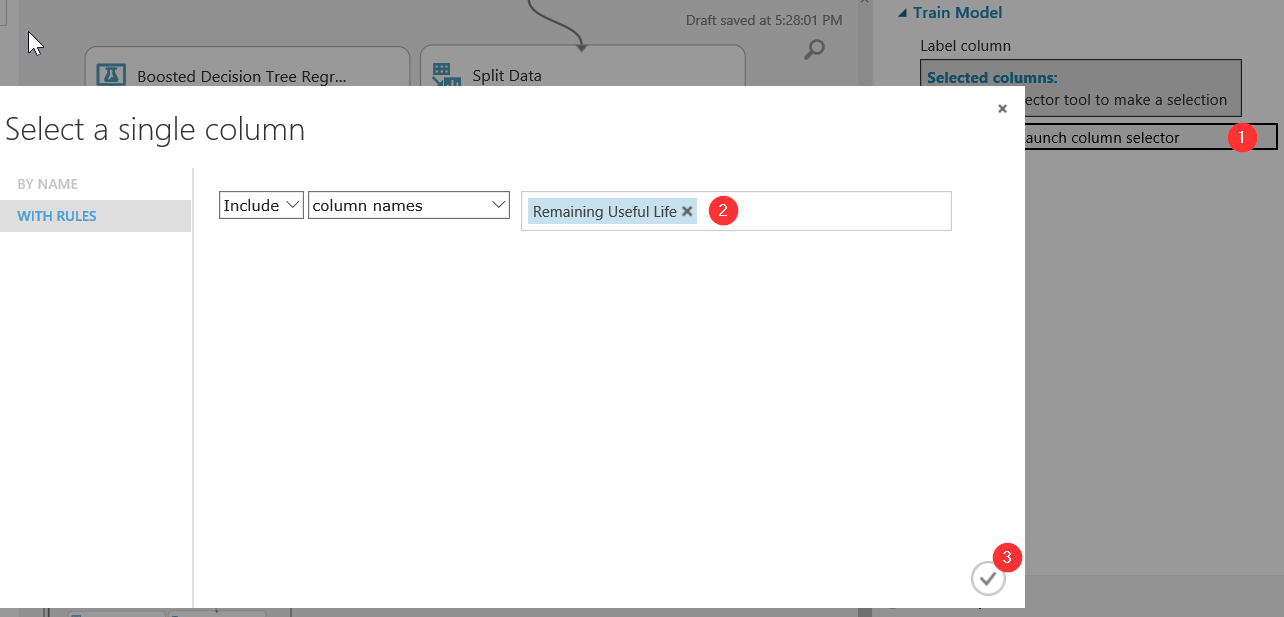 Draft saved at 5:28:01 PM
Train Model
Label column
Boosted Decision Tree Regr...
Split Data
Selected columns:
ector tool to make a selection
aunch column selector
1
Select a single column
BY NAME
WITH RULES
Include
column names
Remaining Useful Life
2
3